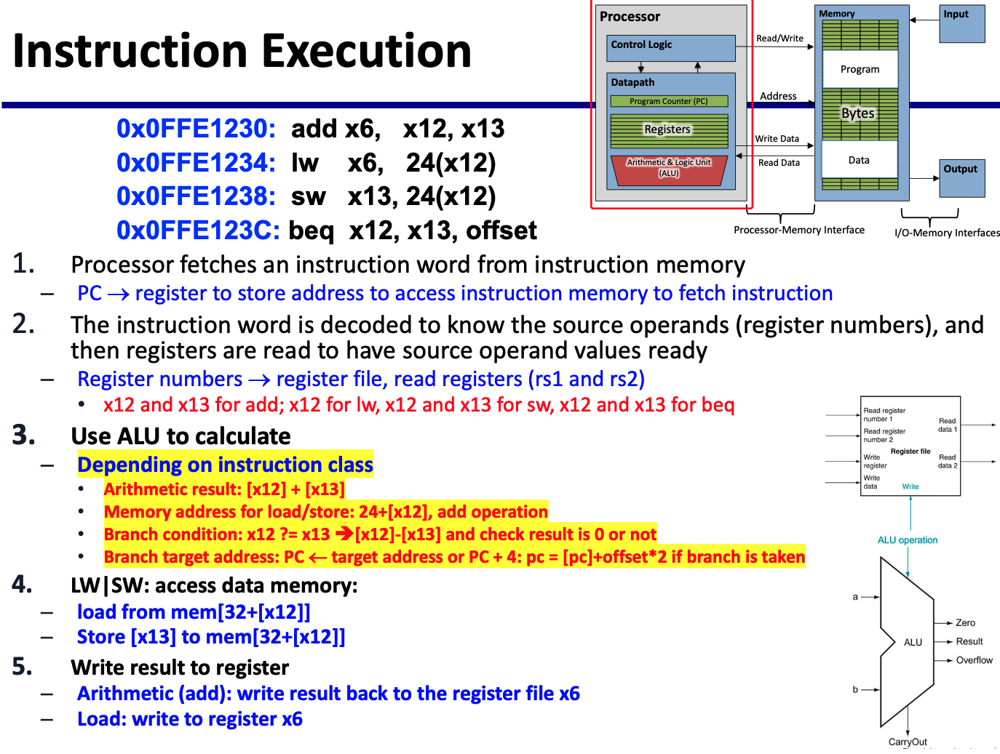 Instruction Execution
Processor
Control Logic
Datapath
Program Counter (PC)
Registers
Arithmetic & Logic Unit
(ALU)
Read/Write
Address
Write Data
Read Data
Memory
Program
Bytes
Data
Input
Output
Processor-Memory Interface
I/O-Memory Interfaces
0x0FFE1230: add x6, x12, x13
0x0FFE1234: lw x6, 24(x12)
0x0FFE1238: sw x13, 24(x12)
0x0FFE123C: beq x12, x13, offset
1. Processor fetches an instruction word from instruction memory
– PC → register to store address to access instruction memory to fetch instruction
2. The instruction word is decoded to know the source operands (register numbers), and
then registers are read to have source operand values ready
– Register numbers → register file, read registers (rs1 and rs2)
• x12 and x13 for add; x12 for lw, x12 and x13 for sw, x12 and x13 for beq
3. Use ALU to calculate
– Depending on instruction class
• Arithmetic result: [x12] + [x13]
• Memory address for load/store: 24+[x12], add operation
• Branch condition: x12 ?= x13 ➔[x12]-[x13] and check result is 0 or not
• Branch target address: PC ← target address or PC + 4: pc = [pc]+offset*2 if branch is taken
4. LW|SW: access data memory:
– load from mem[32+[x12]]
– Store [x13] to mem[32+[x12]]
5. Write result to register
– Arithmetic (add): write result back to the register file x6
– Load: write to register x6
Read register
number 1
Read register
number 2
Write
register
Write
data
Register file
Read
data 1
Read
data 2
Write
ALU operation
a
b
ALU
Zero
Result
Overflow
CarryOut